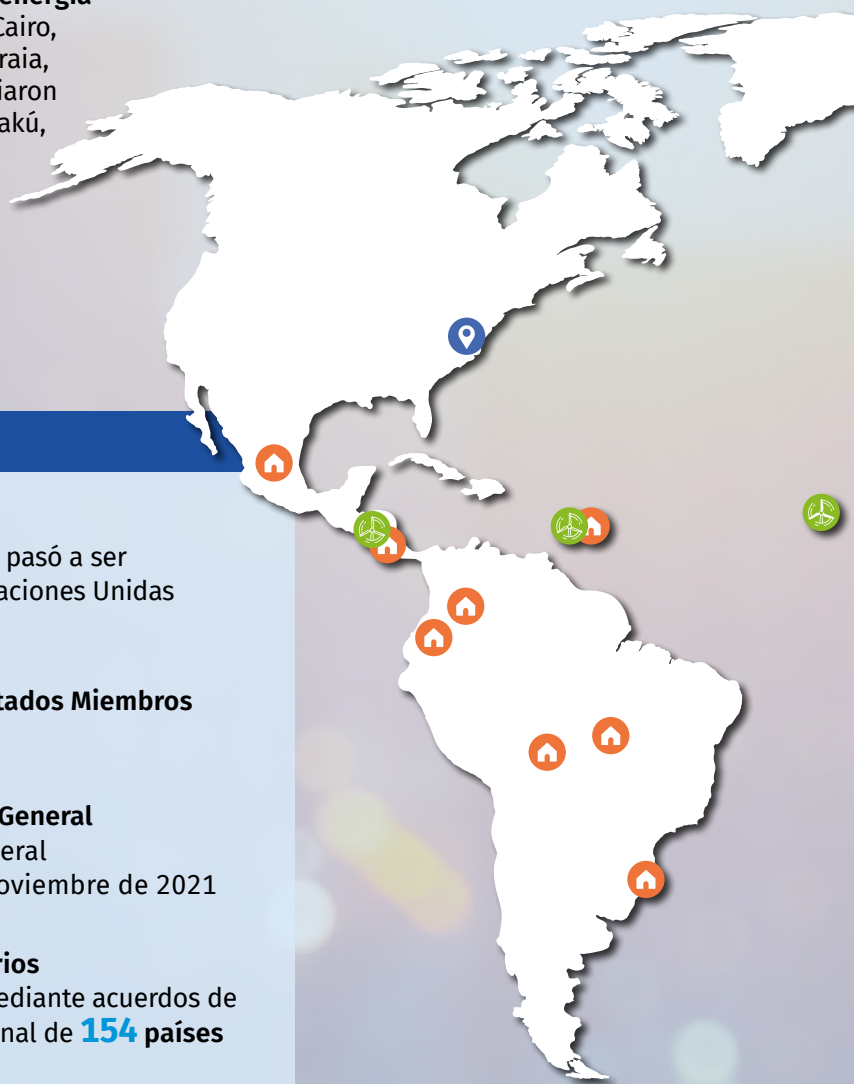 energía
Cairo,
raia,
iaron
akú,
pasó a ser
aciones Unidas
tados Miembros
General
eral
oviembre de 2021
rios
ediante acuerdos de
nal de 154 países